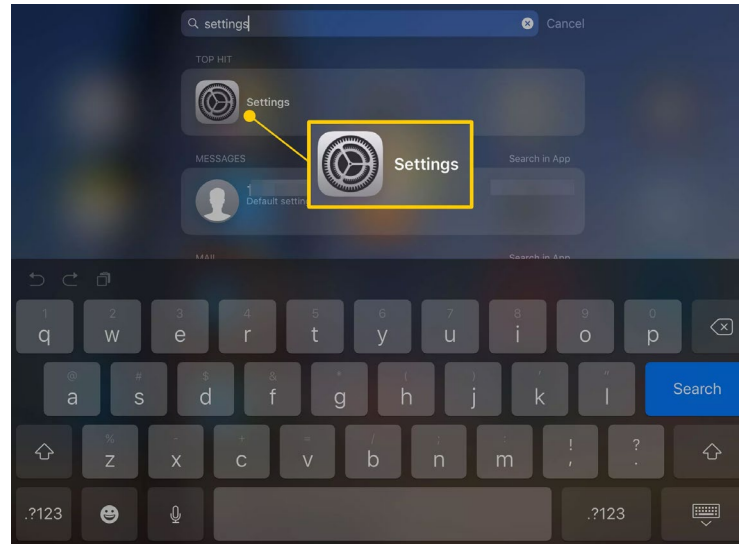 settings
Cancel
TOP HIT
Settings
Settings
MESSAGES
Search in App
Default settin
MAIL
Search in App
1 2 3 4 5 6 7 8 9 0
q w e r t y u i o p
@ # $ & * ( ) ' "
a s d f g h j k l Search
% - + = / ; : ! ?
z x c v b n m , .
.?123 .?123